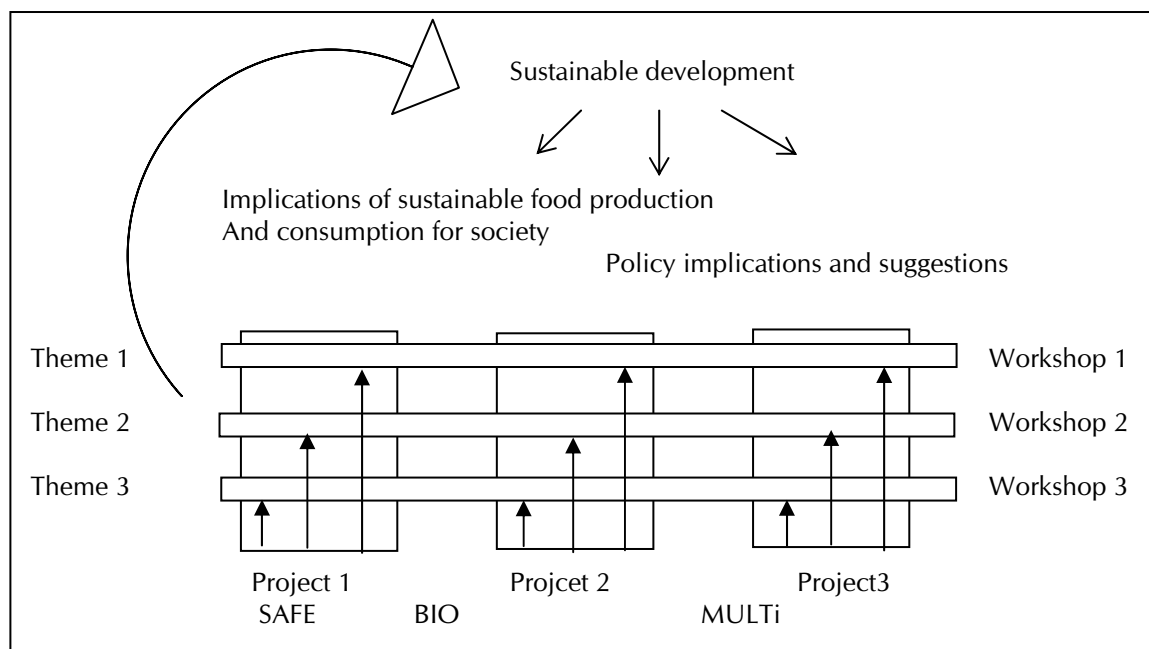 Sustainable development
Implications of sustainable food production
And consumption for society
Policy implications and suggestions
Theme 1
Workshop 1
Theme 2
Workshop 2
Theme 3
Workshop 3
Project 1
Projcet 2
Project3
SAFE
BIO
MULTi